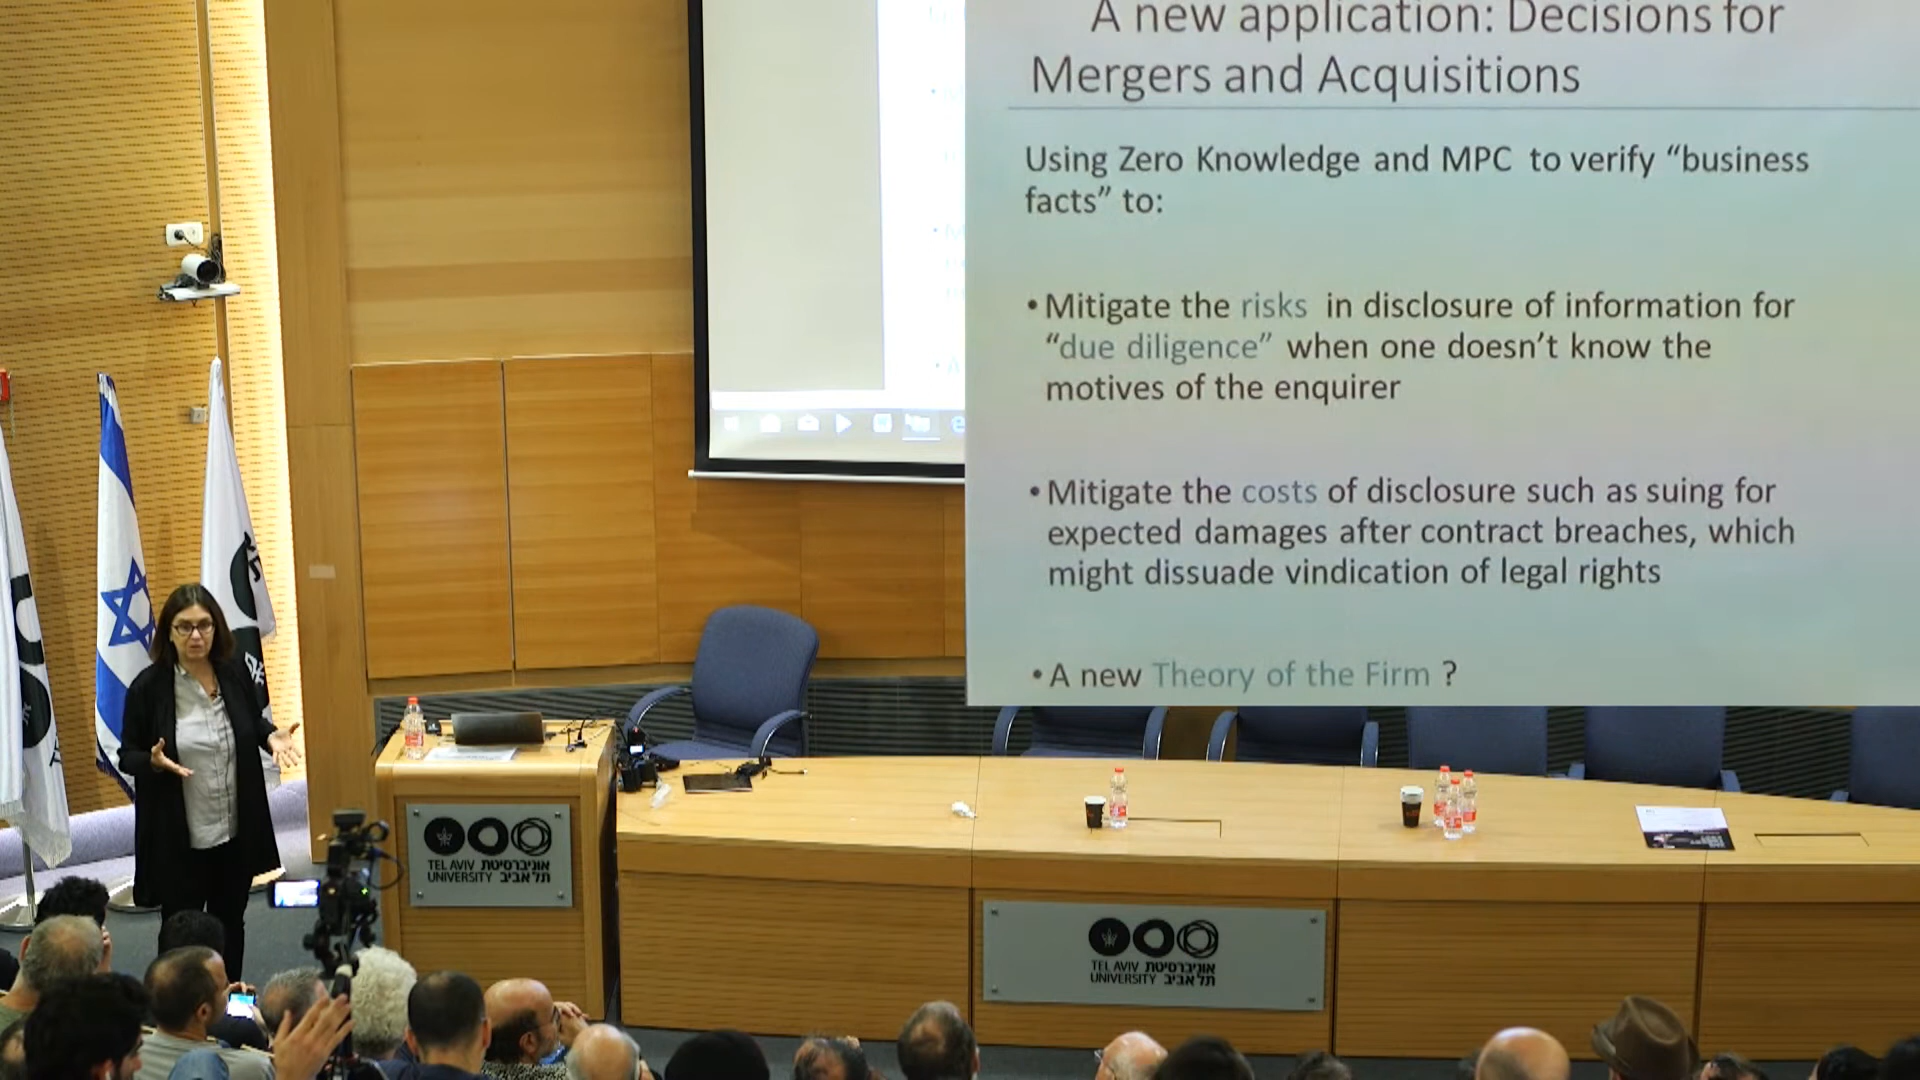 A new application: Decisions for
Mergers and Acquisitions
Using Zero Knowledge and MPC to verify “business
facts” to:
• Mitigate the risks in disclosure of information for
“due diligence” when one doesn’t know the
motives of the enquirer
• Mitigate the costs of disclosure such as suing for
expected damages after contract breaches, which
might dissuade vindication of legal rights
• A new Theory of the Firm ?
TEL AVIV אוניברסיטת
UNIVERSITY תל אביב
TEL AVIV אוניברסיטת
UNIVERSITY תל אביב